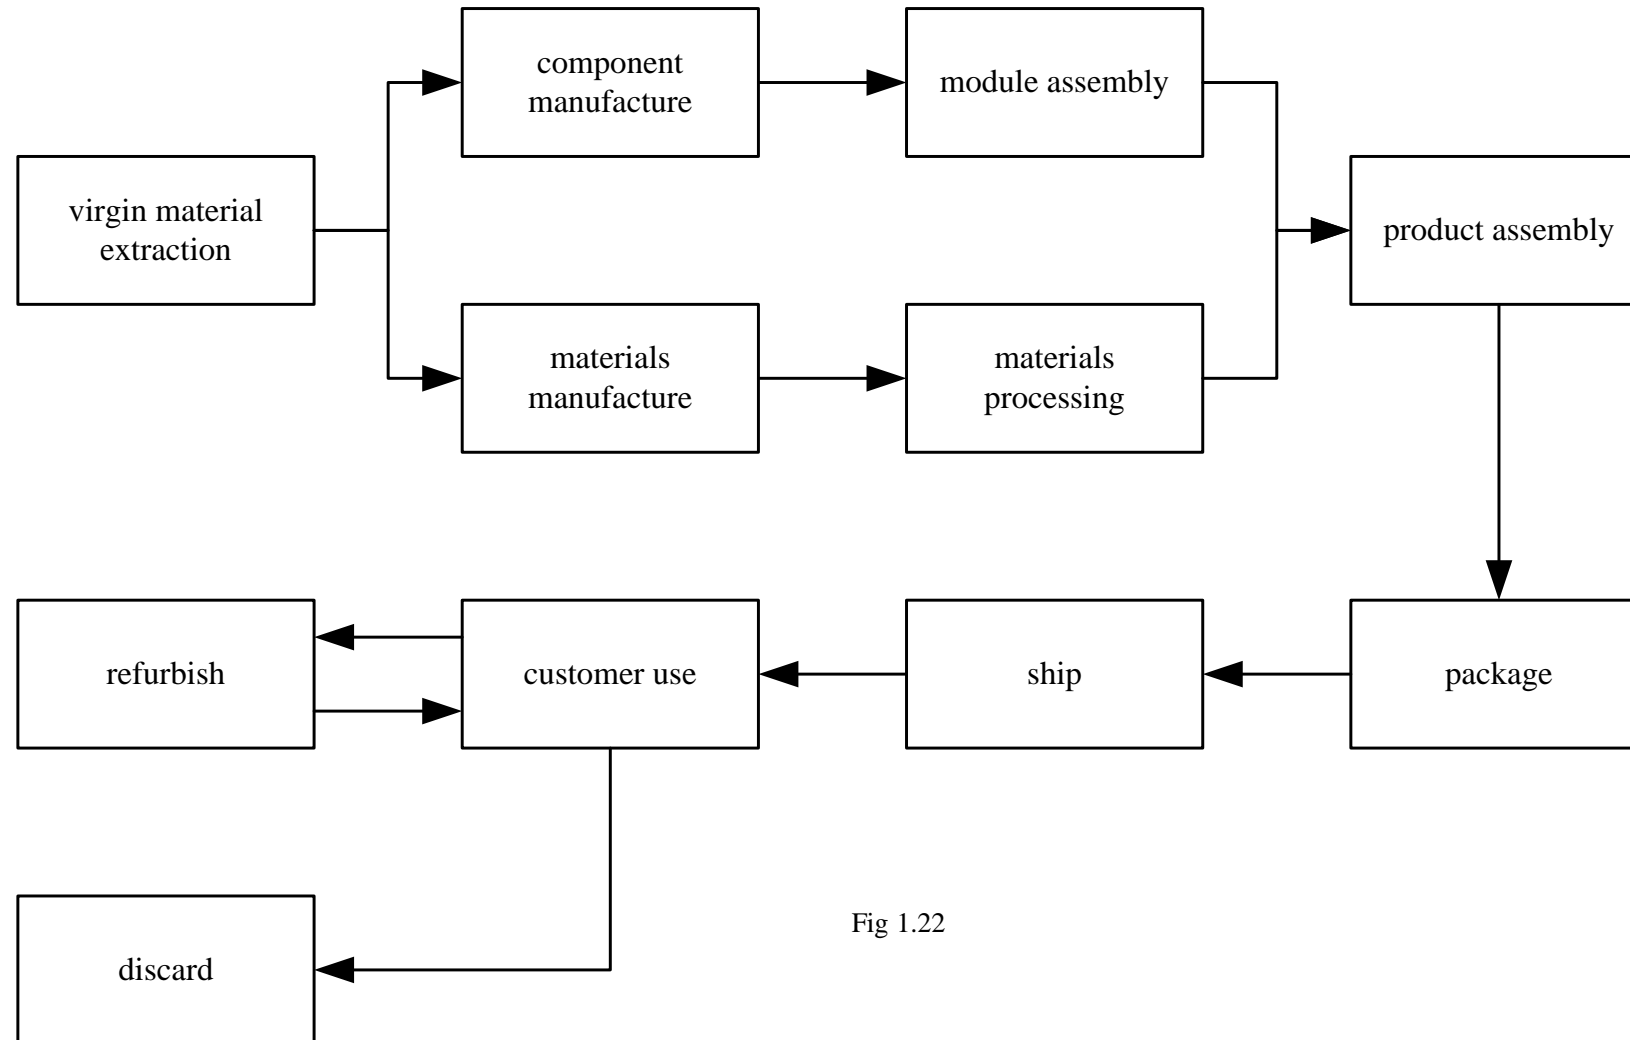 component
manufacture
module assembly
virgin material
extraction
product assembly
materials
manufacture
materials
processing
refurbish
customer use
ship
package
discard
Fig 1.22